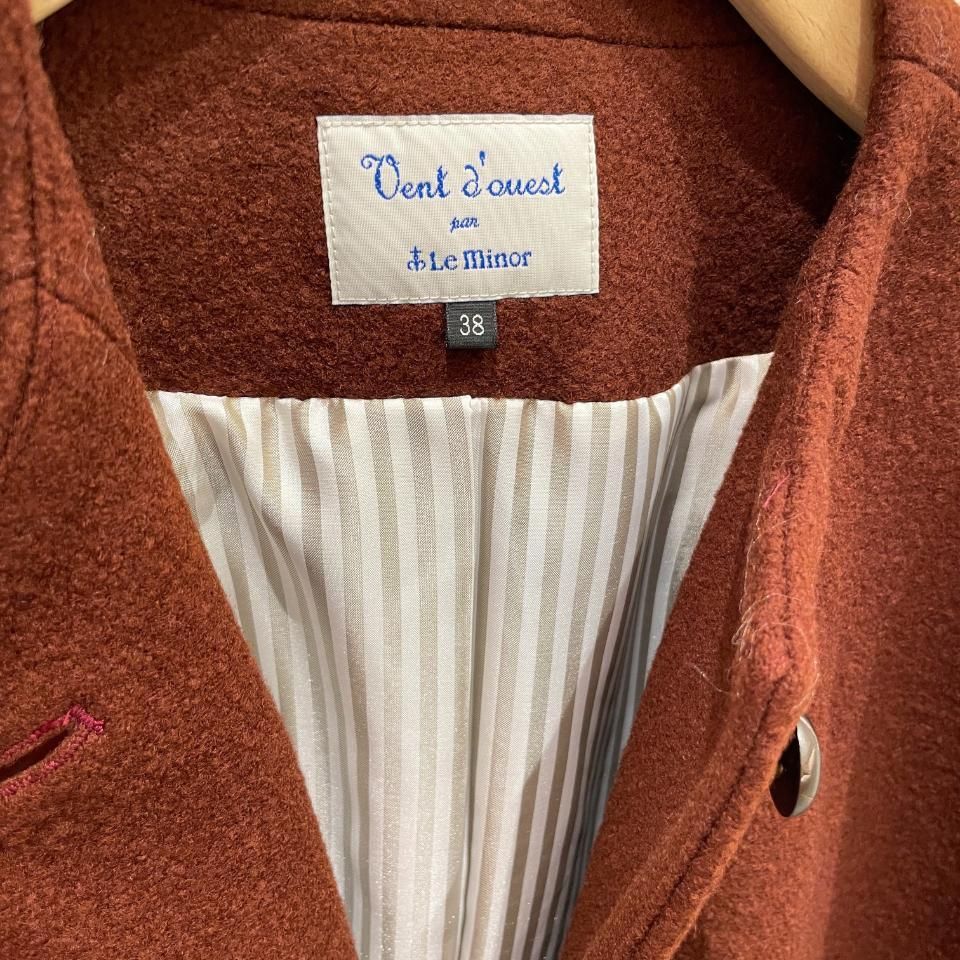 Vent d'ouest
par
Le Minor
38